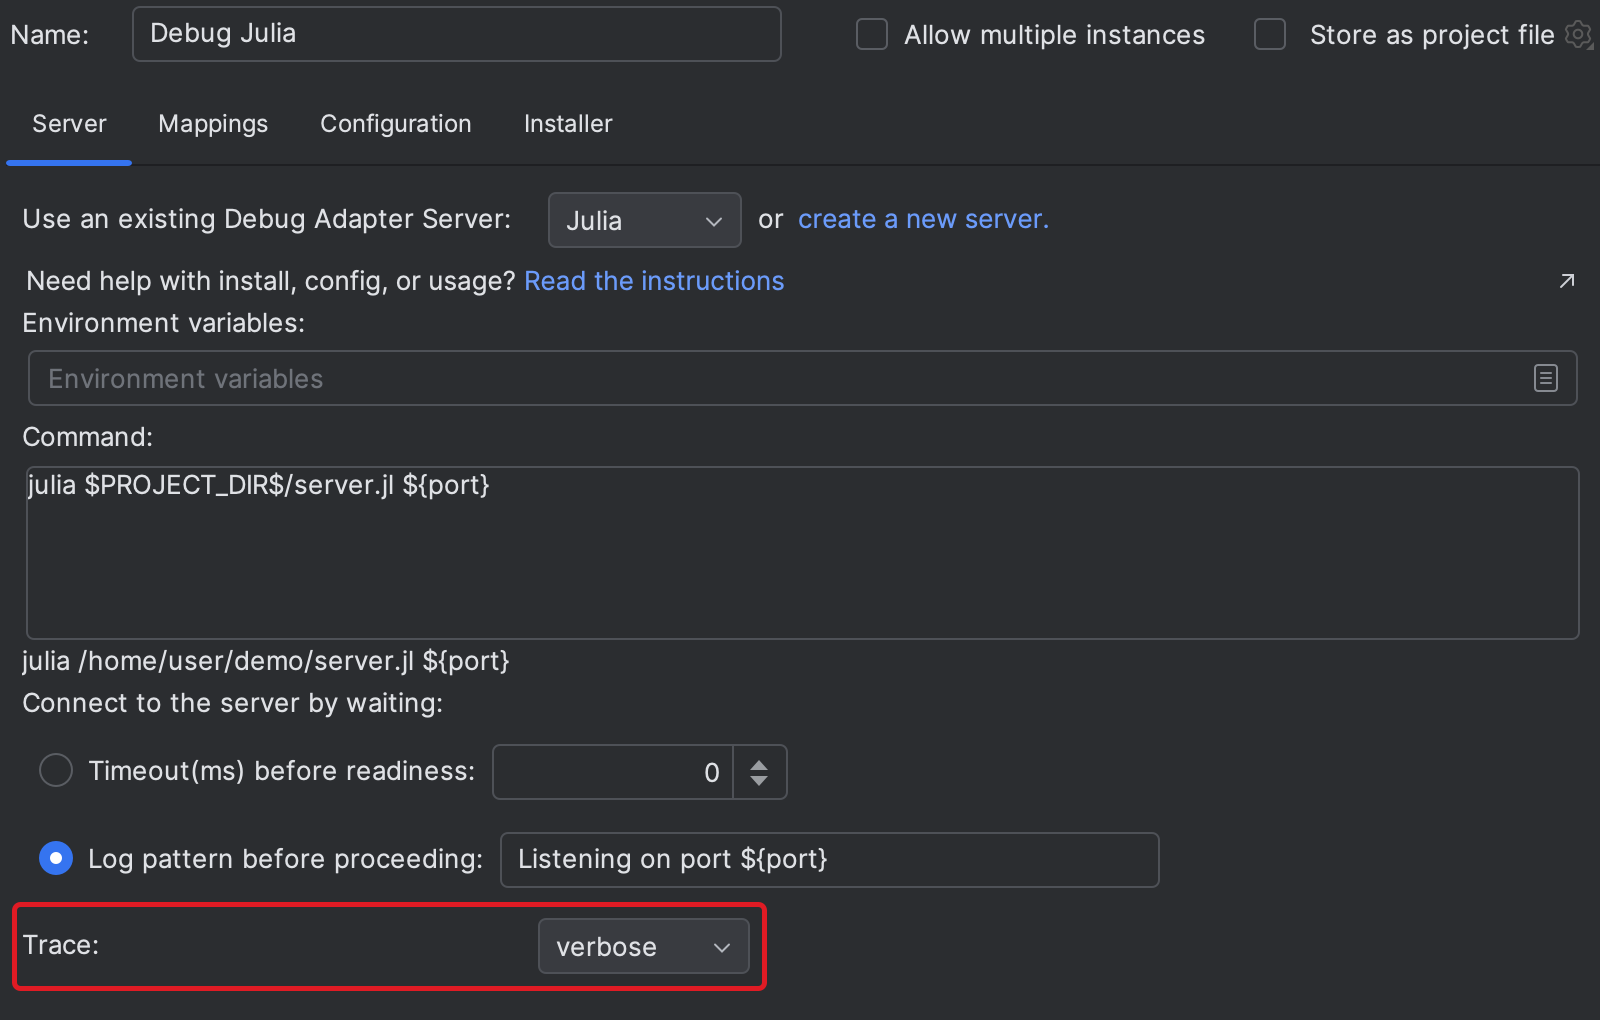 Name: Debug Julia Allow multiple instances Store as project file
Server Mappings Configuration Installer
Use an existing Debug Adapter Server: Julia or create a new server.
Need help with install, config, or usage? Read the instructions
Environment variables:
Environment variables
Command:
julia $PROJECT_DIR$/server.jl ${port}
julia /home/user/demo/server.jl ${port}
Connect to the server by waiting:
Timeout(ms) before readiness: 0
Log pattern before proceeding: Listening on port ${port}
Trace: verbose